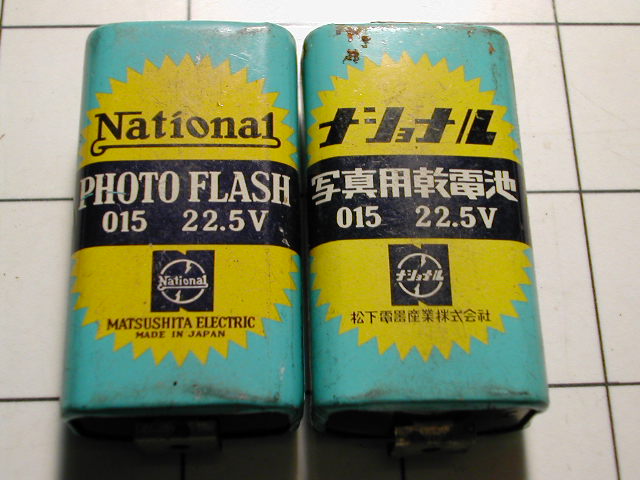 National
PHOTO FLASH
015 22.5V
National
MATSUSHITA ELECTRIC
MADE IN JAPAN
ナショナル
写真用乾電池
015 22.5V
ナショナル
松下電器産業株式会社